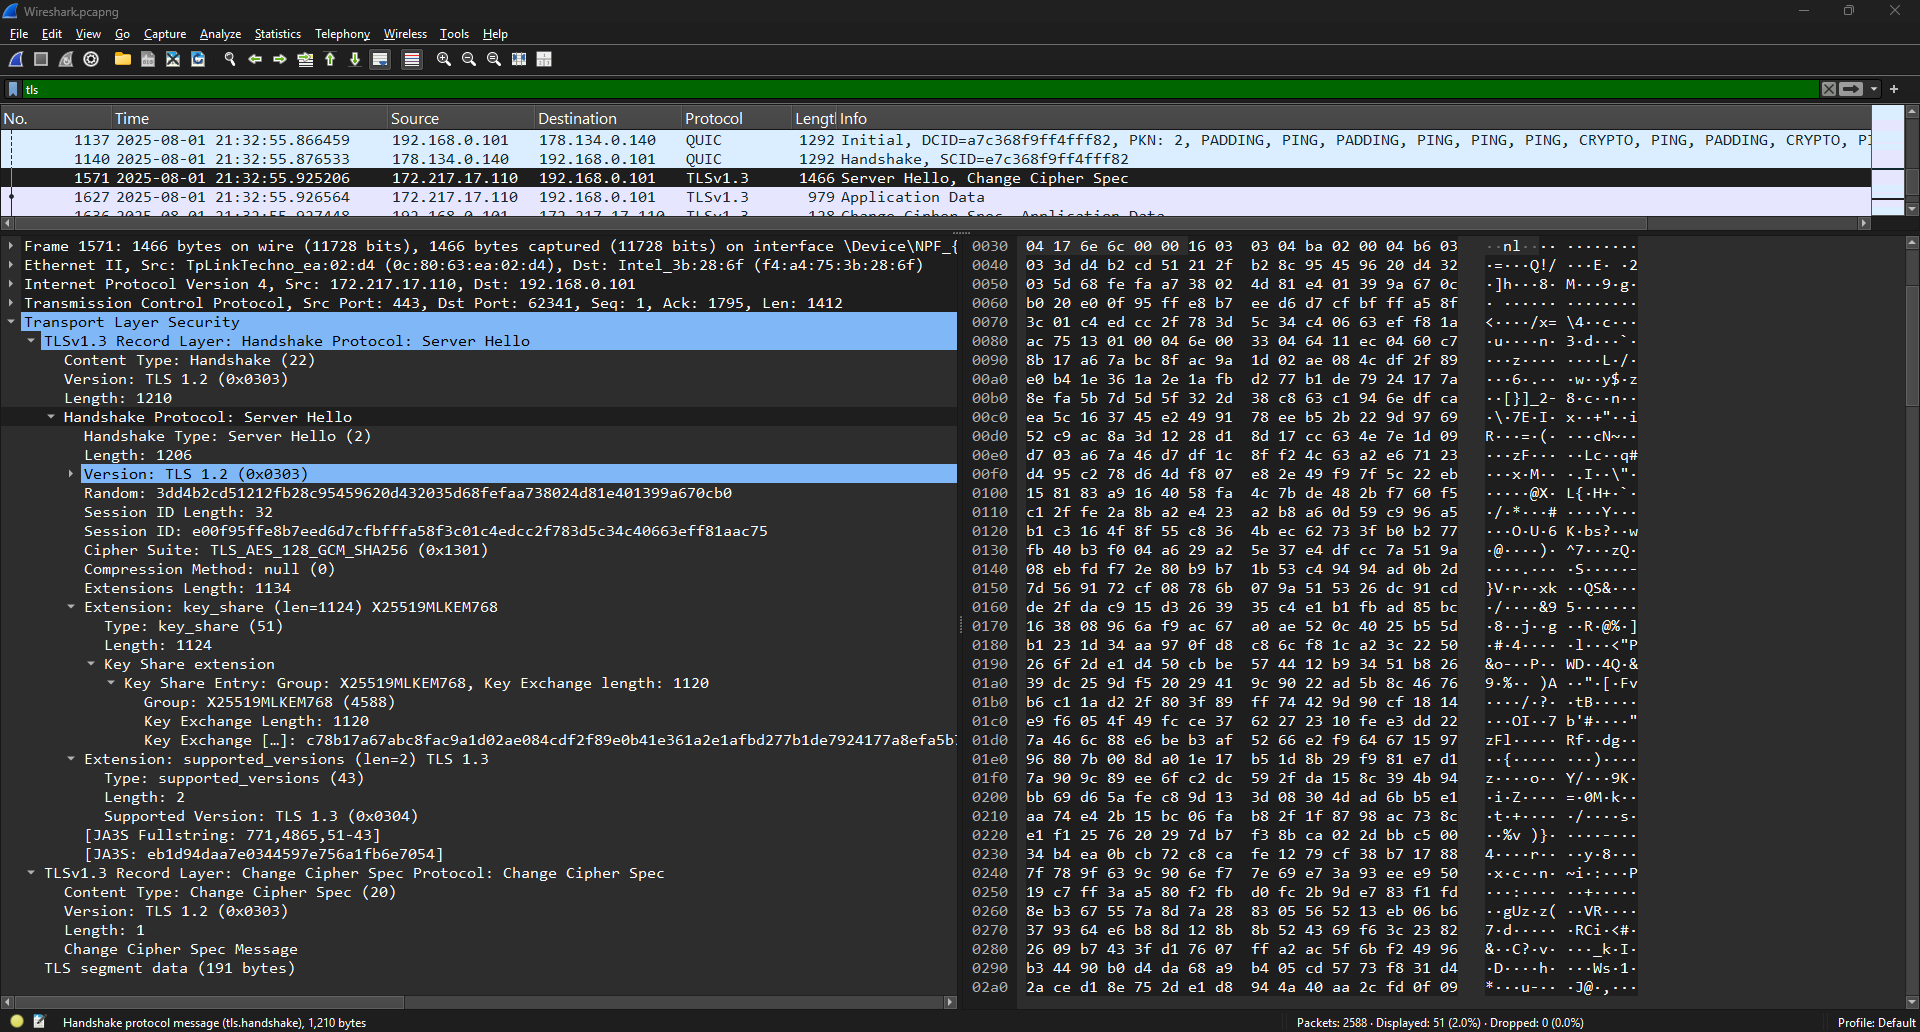 Wireshark.pcapng
File Edit View Go Capture Analyze Statistics Telephony Wireless Tools Help
tls
No. Time Source Destination Protocol Lengtl Info
1137 2025-08-01 21:32:55.866459 192.168.0.101 178.134.0.140 QUIC 1292 Initial, DCID=a7c368f9ff4fff82, PKN: 2, PADDING, PING, PADDING, PING, PING, PING, CRYPTO, PING, PADDING, CRYPTO, PI
1140 2025-08-01 21:32:55.876533 178.134.0.140 192.168.0.101 QUIC 1292 Handshake, SCID=e7c368f9ff4fff82
1571 2025-08-01 21:32:55.925206 172.217.17.110 192.168.0.101 TLSv1.3 1466 Server Hello, Change Cipher Spec
1627 2025-08-01 21:32:55.926564 172.217.17.110 192.168.0.101 TLSv1.3 979 Application Data
1636 2025-08-01 21:32:55.927448 192.168.0.101 172.217.17.110 TLSv1.3 128 Change Cipher Spec, Application Data
Frame 1571: 1466 bytes on wire (11728 bits), 1466 bytes captured (11728 bits) on interface \Device\NPF_{
Ethernet II, Src: TpLinkTechno_ea:02:d4 (0c:80:63:ea:02:d4), Dst: Intel_3b:28:6f (f4:a4:75:3b:28:6f)
Internet Protocol Version 4, Src: 172.217.17.110, Dst: 192.168.0.101
Transmission Control Protocol, Src Port: 443, Dst Port: 62341, Seq: 1, Ack: 1795, Len: 1412
Transport Layer Security
TLSv1.3 Record Layer: Handshake Protocol: Server Hello
Content Type: Handshake (22)
Version: TLS 1.2 (0x0303)
Length: 1210
Handshake Protocol: Server Hello
Handshake Type: Server Hello (2)
Length: 1206
Version: TLS 1.2 (0x0303)
Random: 3dd4b2cd51212fb28c95459620d432035d68fefaa738024d81e401399a670cb0
Session ID Length: 32
Session ID: e00f95ffe8b7eed6d7cfbfffa58f3c01c4edcc2f783d5c34c40663eff81aac75
Cipher Suite: TLS_AES_128_GCM_SHA256 (0x1301)
Compression Method: null (0)
Extensions Length: 1134
Extension: key_share (len=1124) X25519MLKEM768
Type: key_share (51)
Length: 1124
Key Share extension
Key Share Entry: Group: X25519MLKEM768, Key Exchange length: 1120
Group: X25519MLKEM768 (4588)
Key Exchange Length: 1120
Key Exchange […]: c78b17a67abc8fac9a1d02ae084cdf2f89e0b41e361a2e1afbd277b1de7924177a8efa5b
Extension: supported_versions (len=2) TLS 1.3
Type: supported_versions (43)
Length: 2
Supported Version: TLS 1.3 (0x0304)
[JA3S Fullstring: 771,4865,51-43]
[JA3S: eb1d94daa7e0344597e756a1fb6e7054]
TLSv1.3 Record Layer: Change Cipher Spec Protocol: Change Cipher Spec
Content Type: Change Cipher Spec (20)
Version: TLS 1.2 (0x0303)
Length: 1
Change Cipher Spec Message
TLS segment data (191 bytes)
0030 04 17 6e 6c 00 00 16 03 03 04 ba 02 00 04 b6 03
0040 03 3d d4 b2 cd 51 21 2f b2 8c 95 45 96 20 d4 32
0050 03 5d 68 fe fa a7 38 02 4d 81 e4 01 39 9a 67 0c
0060 b0 20 e0 0f 95 ff e8 b7 ee d6 d7 cf bf ff a5 8f
0070 3c 01 c4 ed cc 2f 78 3d 5c 34 c4 06 63 ef f8 1a
0080 ac 75 13 01 00 04 6e 00 33 04 64 11 ec 04 60 c7
0090 8b 17 a6 7a bc 8f ac 9a 1d 02 ae 08 4c df 2f 89
00a0 e0 b4 1e 36 1a 2e 1a fb d2 77 b1 de 79 24 17 7a
00b0 8e fa 5b 7d 5d 5f 32 2d 38 c8 63 c1 94 6e df ca
00c0 ea 5c 16 37 45 e2 49 91 78 ee b5 2b 22 9d 97 69
00d0 52 c9 ac 8a 3d 12 28 d1 8d 17 cc 63 4e 7e 1d 09
00e0 d7 03 a6 7a 46 d7 df 1c 8f f2 4c 63 a2 e6 71 23
00f0 d4 95 c2 78 d6 4d f8 07 e8 2e 49 f9 7f 5c 22 eb
0100 15 81 83 a9 16 40 58 fa 4c 7b de 48 2b f7 60 f5
0110 c1 2f fe 2a 8b a2 e4 23 a2 b8 a6 0d 59 c9 96 a5
0120 b1 c3 16 4f 8f 55 c8 36 4b ec 62 73 3f b0 b2 77
0130 fb 40 b3 f0 04 a6 29 a2 5e 37 e4 df cc 7a 51 9a
0140 08 eb fd f7 2e 80 b9 b7 1b 53 c4 94 94 ad 0b 2d
0150 7d 56 91 72 cf 08 78 6b 07 9a 51 53 26 dc 91 cd
0160 de 2f da c9 15 d3 26 39 35 c4 e1 b1 fb ad 85 bc
0170 16 38 08 96 6a f9 ac 67 a0 ae 52 0c 40 25 b5 5d
0180 b1 23 1d 34 aa 97 0f d8 c8 6c f8 1c a2 3c 22 50
0190 26 6f 2d e1 d4 50 cb be 57 44 12 b9 34 51 b8 26
01a0 39 dc 25 9d f5 20 29 41 9c 90 22 ad 5b 8c 46 76
01b0 b6 c1 1a d2 2f 80 3f 89 ff 74 42 9d 90 cf 18 14
01c0 e9 f6 05 4f 49 fc ce 37 62 27 23 10 fe e3 dd 22
01d0 7a 46 6c 88 e6 be b3 af 52 66 e2 f9 64 67 15 97
01e0 96 80 7b 00 8d a0 1e 17 b5 1d 8b 29 f9 81 e7 d1
01f0 7a 90 9c 89 ee 6f c2 dc 59 2f da 15 8c 39 4b 94
0200 bb 69 d6 5a fe c8 9d 13 3d 08 30 4d ad 6b b5 e1
0210 aa 74 e4 2b 15 bc 06 fa b8 2f 1f 87 98 ac 73 8c
0220 e1 f1 25 76 20 29 7d b7 f3 8b ca 02 2d bb c5 00
0230 34 b4 ea 0b cb 72 c8 ca fe 12 79 cf 38 b7 17 88
0240 7f 78 9f 63 9c 90 6e f7 7e 69 e7 3a 93 ee e9 50
0250 19 c7 ff 3a a5 80 f2 fb d0 fc 2b 9d e7 83 f1 fd
0260 8e b3 67 55 7a 8d 7a 28 83 05 56 52 13 eb 06 b6
0270 37 93 64 e6 b8 8d 12 8b 8b 52 43 69 f6 3c 23 82
0280 26 09 b7 43 3f d1 76 07 ff a2 ac 5f 6b f2 49 96
0290 b3 44 90 b0 d4 da 68 a9 b4 05 cd 57 73 f8 31 d4
02a0 2a ce d1 8e 75 2d e1 d8 94 4a 40 aa 2c fd 0f 09
Handshake protocol message (tls.handshake), 1,210 bytes
Packets: 2588 · Displayed: 51 (2.0%) · Dropped: 0 (0.0%)
Profile: Default